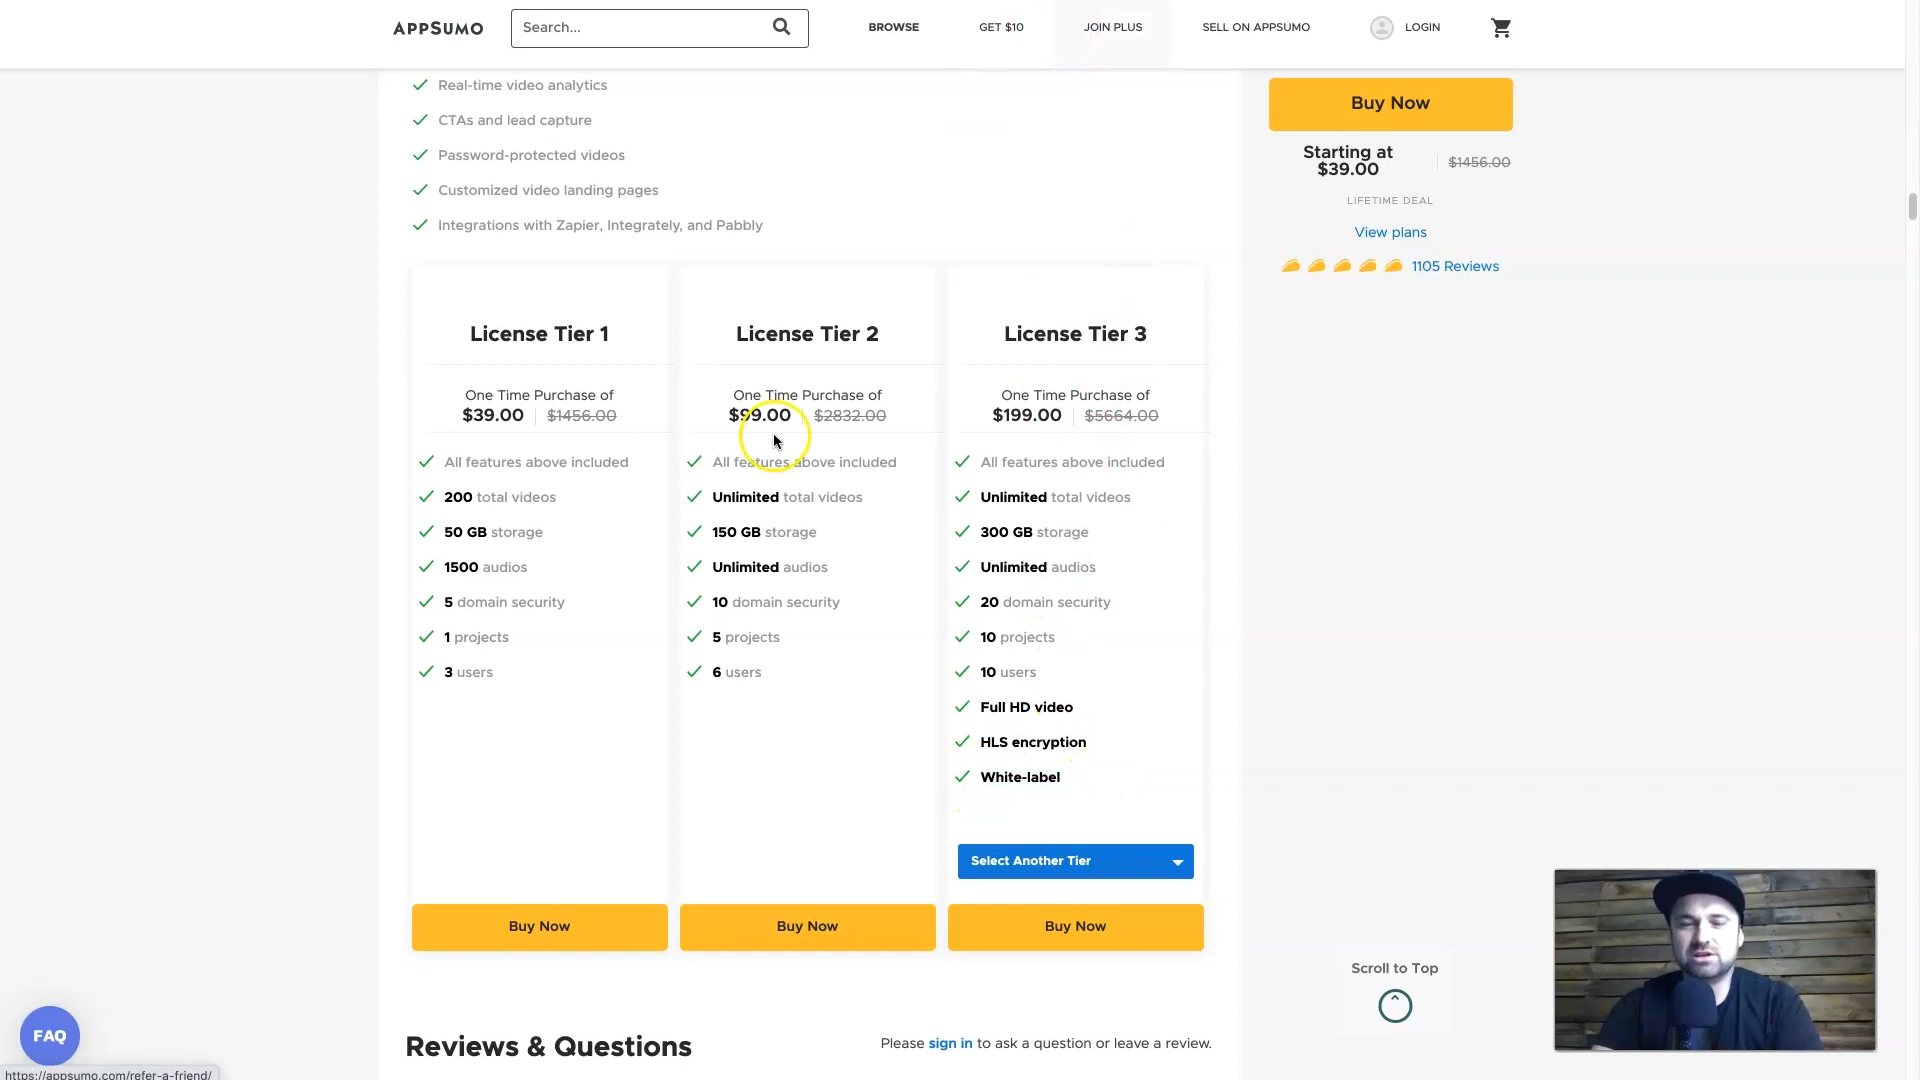 APPSUMO
Search...
BROWSE
GET $10
JOIN PLUS
SELL ON APPSUMO
LOGIN
Real-time video analytics
CTAs and lead capture
Password-protected videos
Customized video landing pages
Integrations with Zapier, Integrately, and Pabbly
Buy Now
Starting at
$39.00
$1456.00
LIFETIME DEAL
View plans
1105 Reviews
License Tier 1
One Time Purchase of
$39.00 $1456.00
All features above included
200 total videos
50 GB storage
1500 audios
5 domain security
1 projects
3 users
Buy Now
License Tier 2
One Time Purchase of
$99.00 $2832.00
All features above included
Unlimited total videos
150 GB storage
Unlimited audios
10 domain security
5 projects
6 users
Buy Now
License Tier 3
One Time Purchase of
$199.00 $5664.00
All features above included
Unlimited total videos
300 GB storage
Unlimited audios
20 domain security
10 projects
10 users
Full HD video
HLS encryption
White-label
Select Another Tier
Buy Now
Scroll to Top
FAQ
Reviews & Questions
Please sign in to ask a question or leave a review.
https://appsumo.com/refer-a-friend/